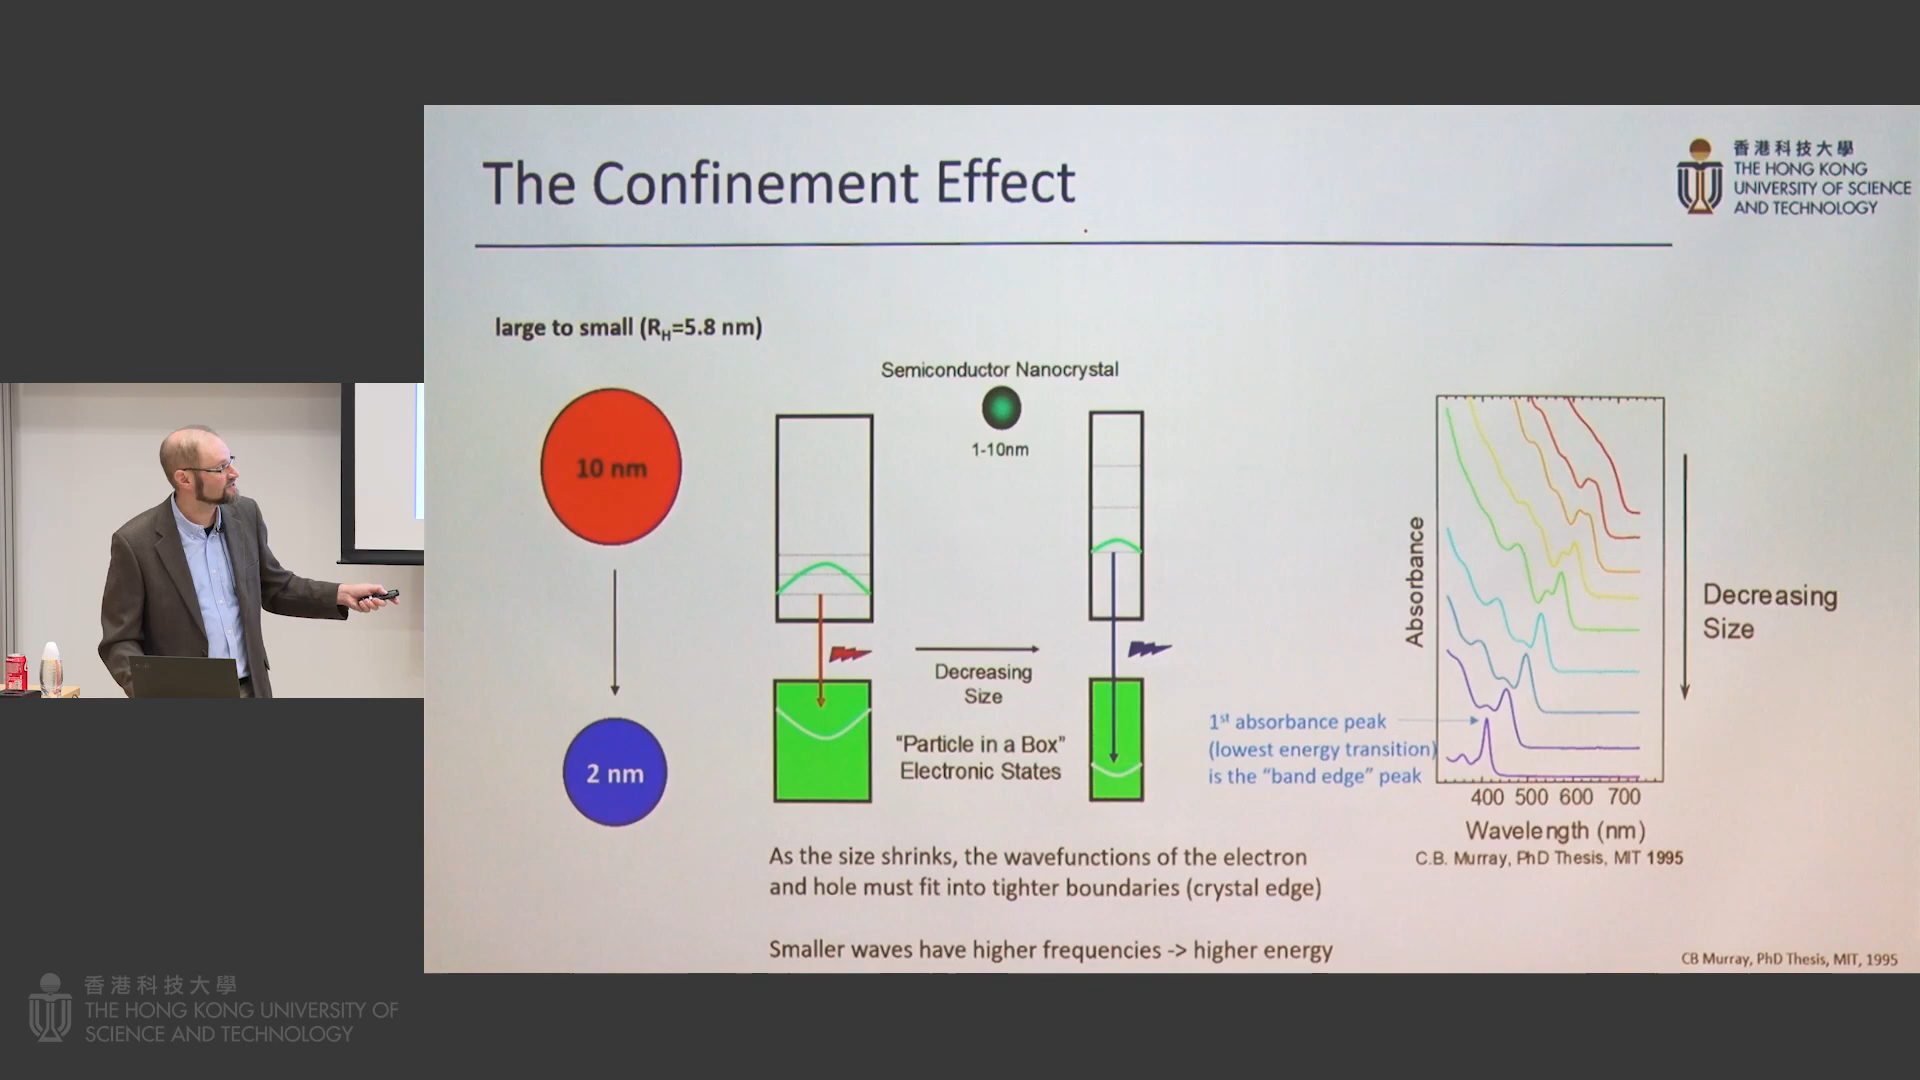 The Confinement Effect
香港科技大學
THE HONG KONG
UNIVERSITY OF SCIENCE
AND TECHNOLOGY
large to small (RH=5.8 nm)
10 nm
2 nm
Semiconductor Nanocrystal
1-10nm
Decreasing
Size
"Particle in a Box"
Electronic States
1st absorbance peak
(lowest energy transition)
is the "band edge" peak
Absorbance
400 500 600 700
Wavelength (nm)
C.B. Murray, PhD Thesis, MIT 1995
Decreasing
Size
As the size shrinks, the wavefunctions of the electron
and hole must fit into tighter boundaries (crystal edge)
Smaller waves have higher frequencies -> higher energy
CB Murray, PhD Thesis, MIT, 1995
香港科技大學
THE HONG KONG UNIVERSITY OF
SCIENCE AND TECHNOLOGY